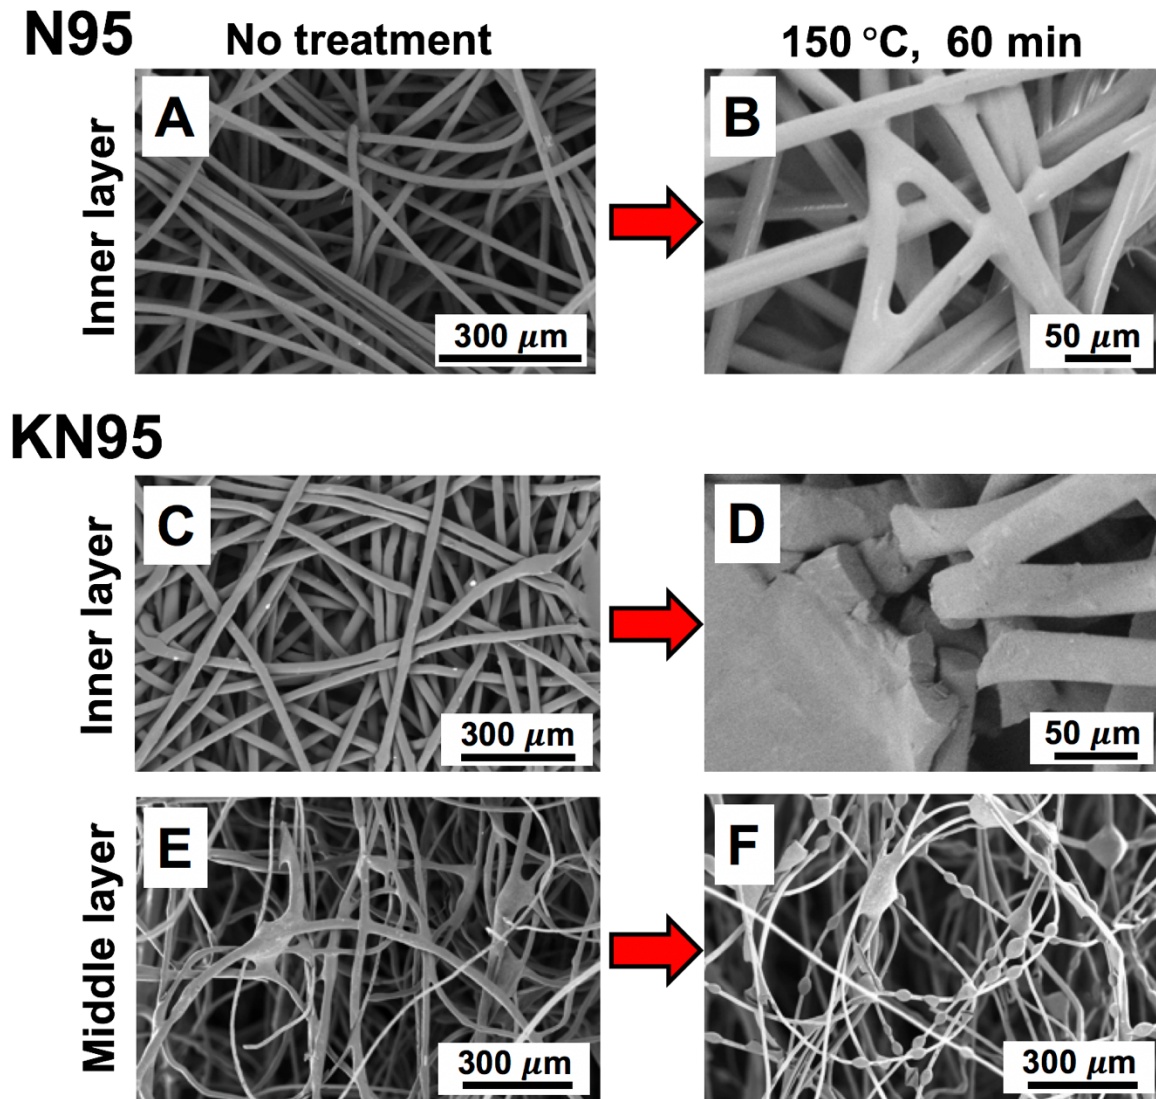 N95
No treatment
150 °C, 60 min
Inner layer
A
300 µm
B
50 µm
KN95
Inner layer
C
300 µm
D
50 µm
Middle layer
E
300 µm
F
300 µm